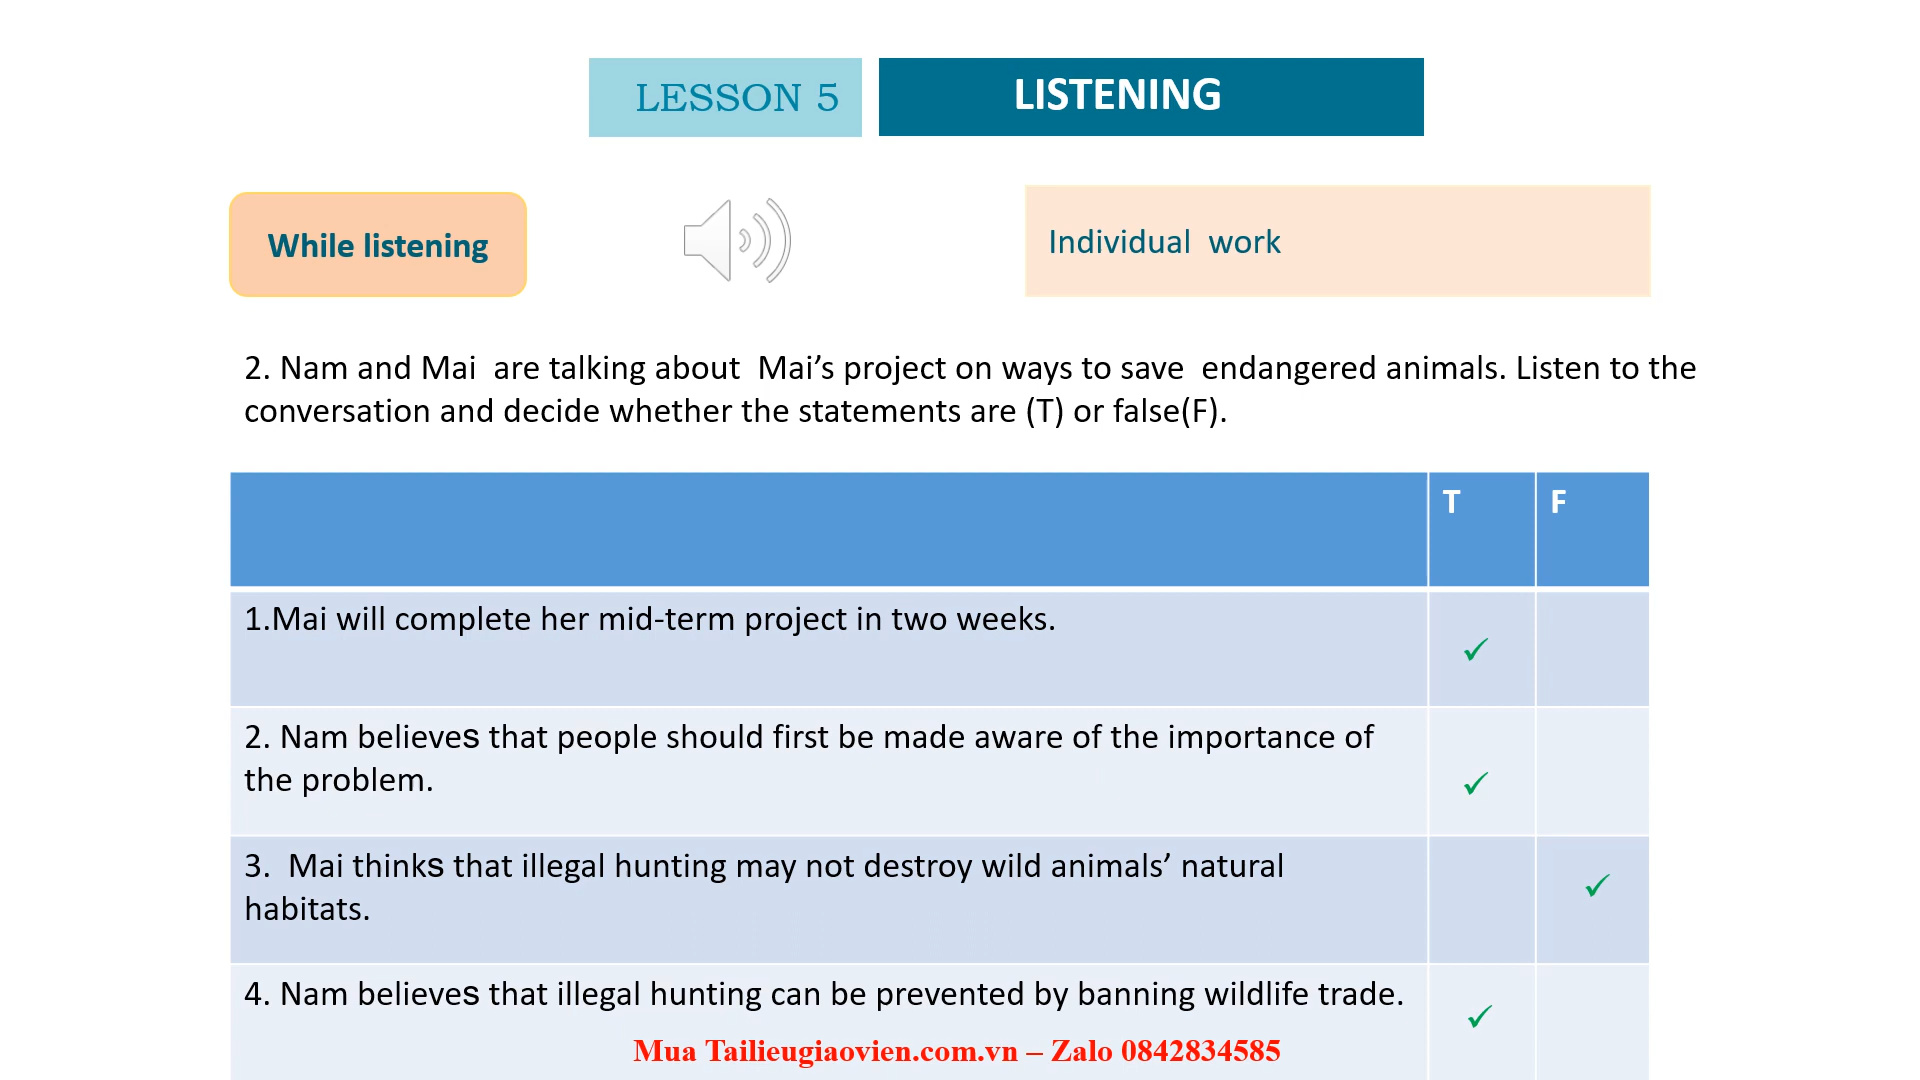 LESSON 5
LISTENING
While listening
Individual  work
2. Nam and Mai  are talking about  Mai’s project on ways to save  endangered animals. Listen to the
conversation and decide whether the statements are (T) or false(F).
T
F
1.Mai will complete her mid-term project in two weeks.
✓
2. Nam believes that people should first be made aware of the importance of
the problem.
✓
3.  Mai thinks that illegal hunting may not destroy wild animals’ natural
habitats.
✓
4. Nam believes that illegal hunting can be prevented by banning wildlife trade.
✓
Mua Tailieugiaovien.com.vn – Zalo 0842834585